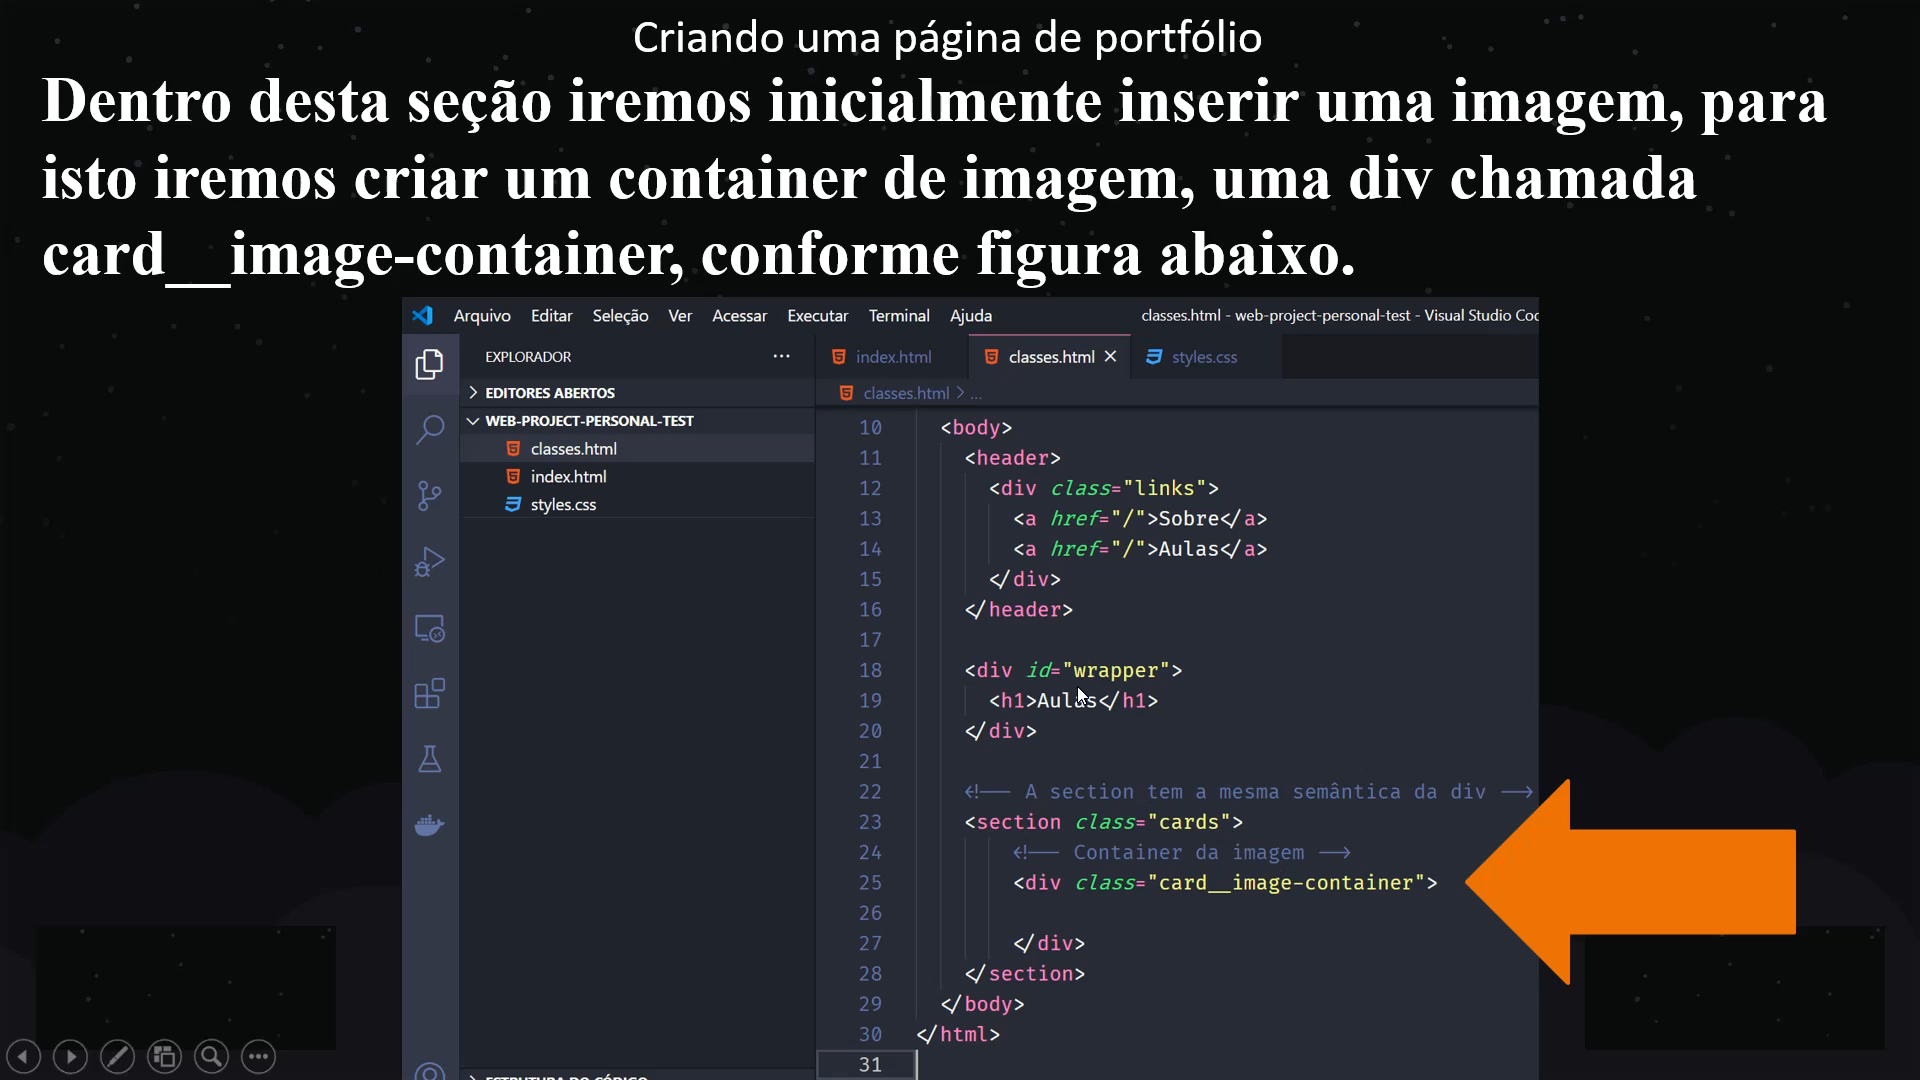 Criando uma página de portfólio
Dentro desta seção iremos inicialmente inserir uma imagem, para
isto iremos criar um container de imagem, uma div chamada
card__image-container, conforme figura abaixo.
Arquivo Editar Seleção Ver Acessar Executar Terminal Ajuda classes.html - web-project-personal-test - Visual Studio Coc
EXPLORADOR ...
EDITORES ABERTOS
WEB-PROJECT-PERSONAL-TEST
classes.html
index.html
styles.css
index.html classes.html styles.css
classes.html > ...
10 <body>
11 <header>
12 <div class="links">
13 <a href="/">Sobre</a>
14 <a href="/">Aulas</a>
15 </div>
16 </header>
17
18 <div id="wrapper">
19 <h1>Aulas</h1>
20 </div>
21
22 <!-- A section tem a mesma semântica da div -->
23 <section class="cards">
24 <!-- Container da imagem -->
25 <div class="card__image-container">
26
27 </div>
28 </section>
29 </body>
30 </html>
31
ESTRUTURA DO CÓDIGO